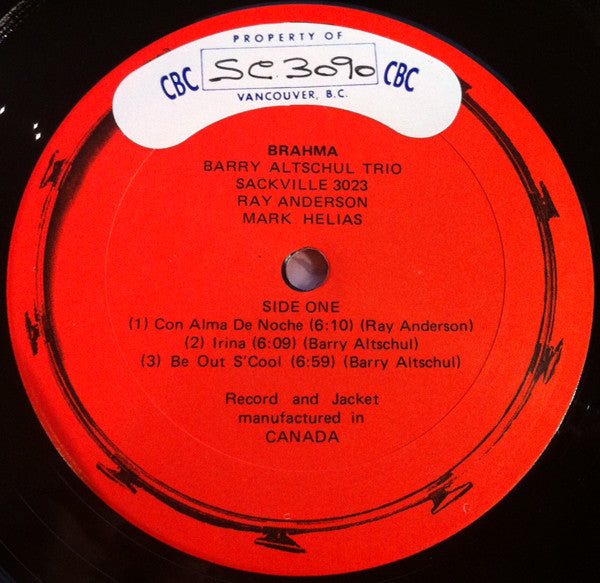 PROPERTY OF
CBC SC.3090 CBC
VANCOUVER, B.C.
BRAHMA
BARRY ALTSCHUL TRIO
SACKVILLE 3023
RAY ANDERSON
MARK HELIAS
SIDE ONE
(1) Con Alma De Noche (6:10) (Ray Anderson)
(2) Irina (6:09) (Barry Altschul)
(3) Be Out S'Cool (6:59) (Barry Altschul)
Record and Jacket
manufactured in
CANADA